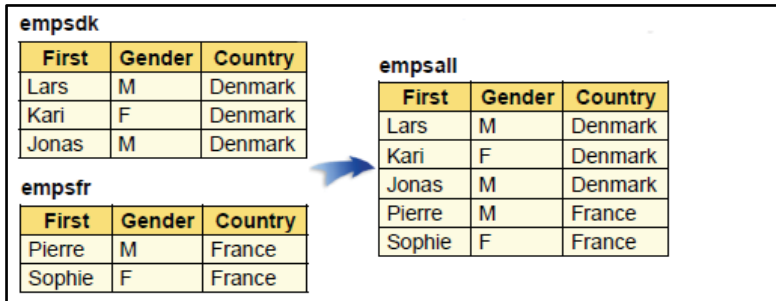 empsdk
First Gender Country
Lars M Denmark
Kari F Denmark
Jonas M Denmark
empsfr
First Gender Country
Pierre M France
Sophie F France
empsall
First Gender Country
Lars M Denmark
Kari F Denmark
Jonas M Denmark
Pierre M France
Sophie F France